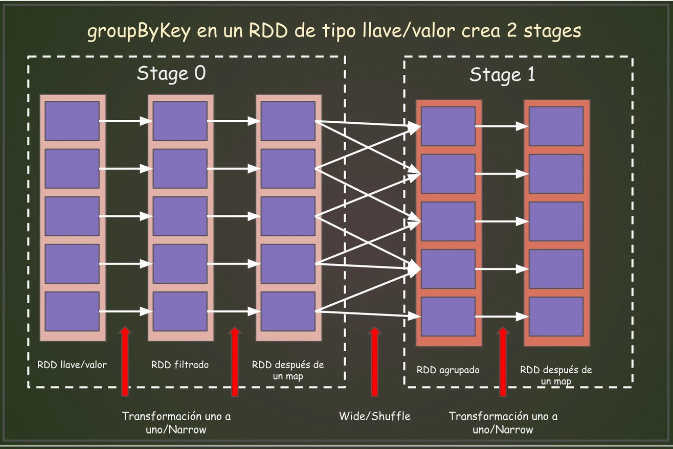 groupByKey en un RDD de tipo llave/valor crea 2 stages
Stage 0
Stage 1
RDD llave/valor
RDD filtrado
RDD después de
un map
RDD agrupado
RDD después de
un map
Transformación uno a
uno/Narrow
Wide/Shuffle
Transformación uno a
uno/Narrow